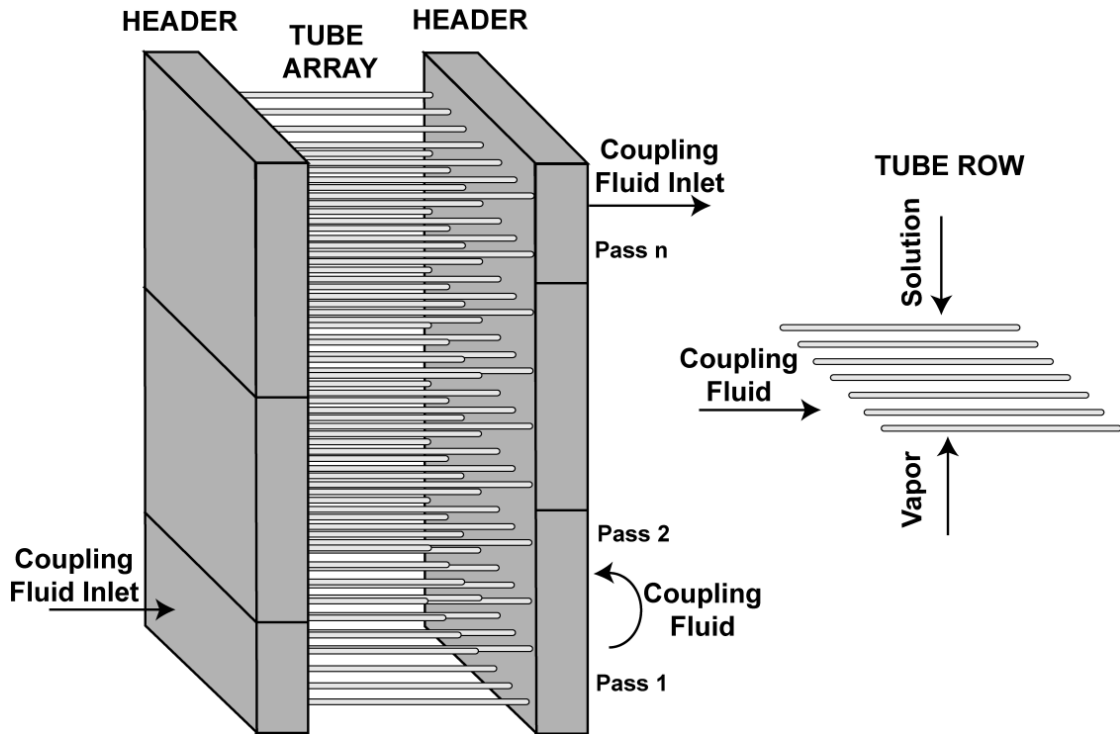 HEADER
TUBE
ARRAY
HEADER
Coupling
Fluid Inlet
Pass n
TUBE ROW
Solution
Coupling
Fluid
Vapor
Pass 2
Coupling
Fluid Inlet
Coupling
Fluid
Pass 1